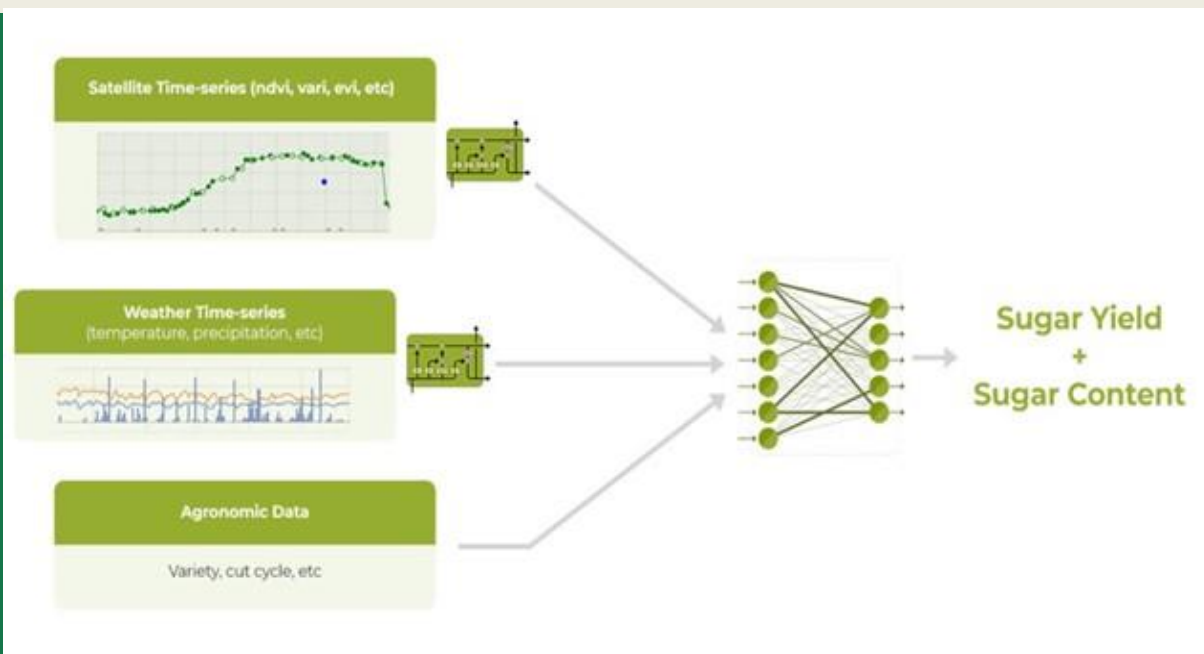 Satellite Time-series (ndvi, vari, evi, etc)
Weather Time-series
(temperature, precipitation, etc)
Agronomic Data
Variety, cut cycle, etc
Sugar Yield
+
Sugar Content